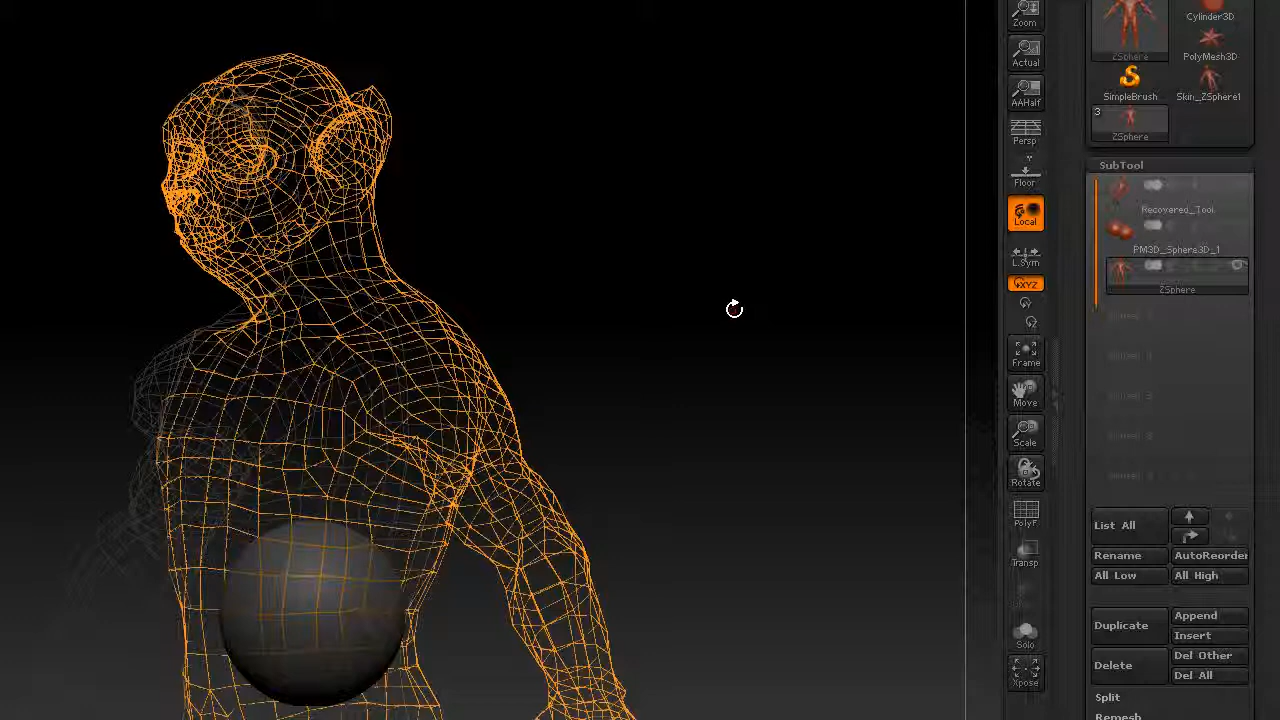 Zoom
Actual
AAHalf
Persp
Floor
Local
L.Sym
XYZ
Frame
Move
Scale
Rotate
PolyF
Transp
Solo
Xpose
Cylinder3D
ZSphere
PolyMesh3D
SimpleBrush
Skin_ZSphere1
3
ZSphere
SubTool
Recovered_Tool
PM3D_Sphere3D_1
ZSphere
List All
Rename
AutoReorder
All Low
All High
Duplicate
Append
Insert
Delete
Del Other
Del All
Split
Remesh